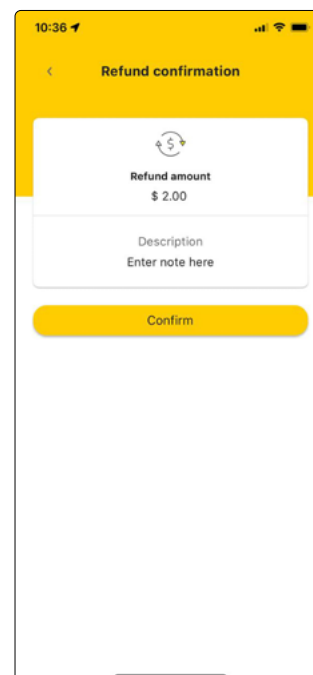 10:36
Refund confirmation
$
Refund amount
$ 2.00
Description
Enter note here
Confirm